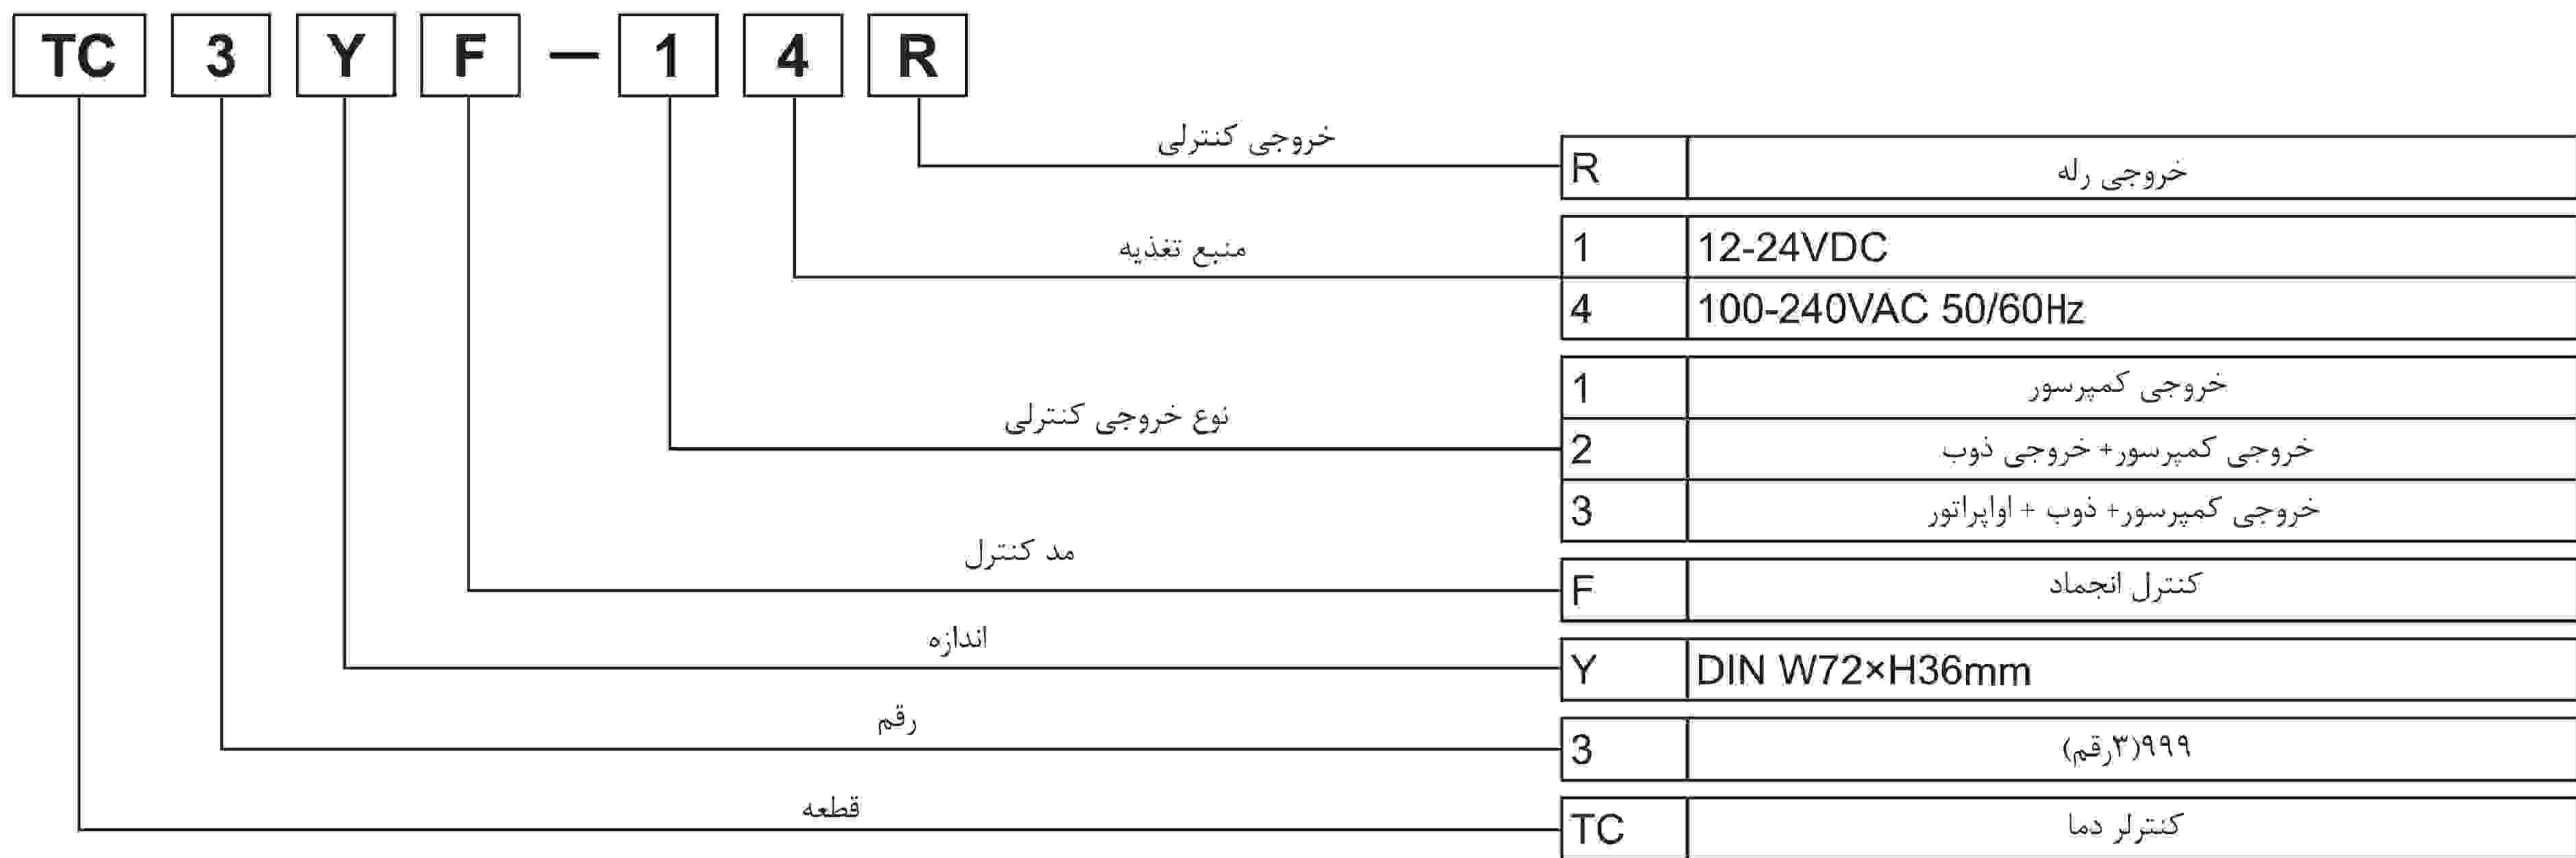 TC 3 Y F — 1 4 R
خروجی کنترلی
R خروجی رله
منبع تغذیه
1 12-24VDC
4 100-240VAC 50/60Hz
نوع خروجی کنترلی
1 خروجی کمپرسور
2 خروجی کمپرسور+ خروجی ذوب
3 خروجی کمپرسور+ ذوب + اواپراتور
مد کنترل
F کنترل انجماد
اندازه
Y DIN W72×H36mm
رقم
3 ۹۹۹(۳رقم)
قطعه
TC کنترلر دما